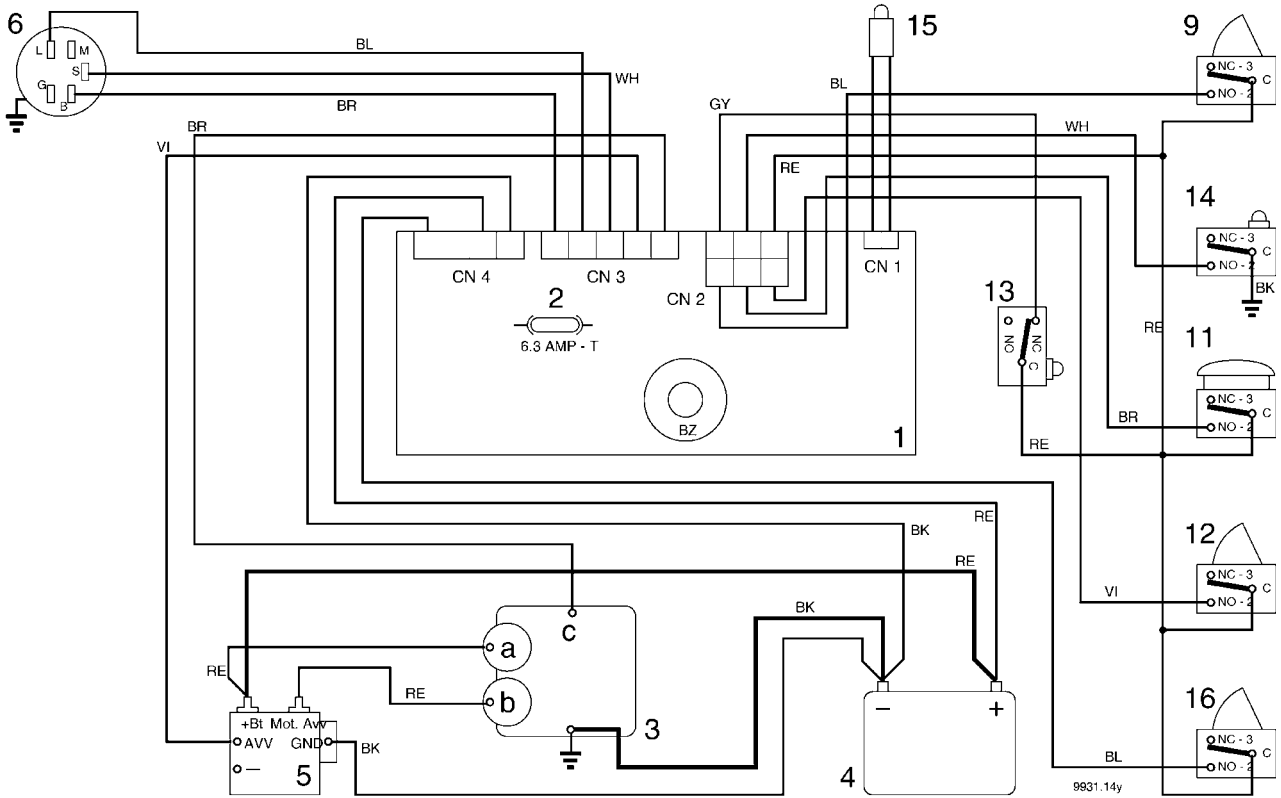 6
15
9
L
M
S
G
B
BL
WH
BR
BR
VI
BL
GY
WH
RE
NC - 3
C
NO - 2
14
NC - 3
C
NO - 2
BK
CN 4
CN 3
CN 2
CN 1
2
6.3 AMP - T
BZ
1
13
NO
NC
C
RE
RE
11
NC - 3
C
NO - 2
BR
RE
BK
RE
12
NC - 3
C
NO - 2
VI
BK
a
b
c
3
RE
RE
+Bt
Mot. Avv
AVV
GND
BK
5
4
16
NC - 3
C
NO - 2
BL
9931.14y